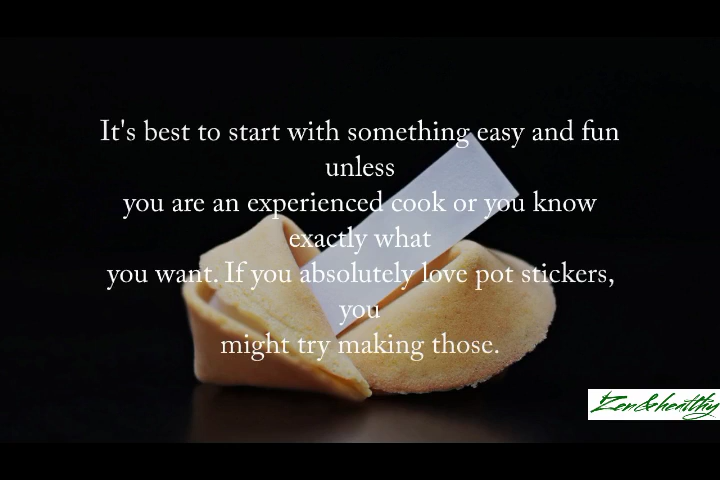 It's best to start with something easy and fun
unless
you are an experienced cook or you know
exactly what
you want. If you absolutely love pot stickers,
you
might try making those.
Zen&healthy